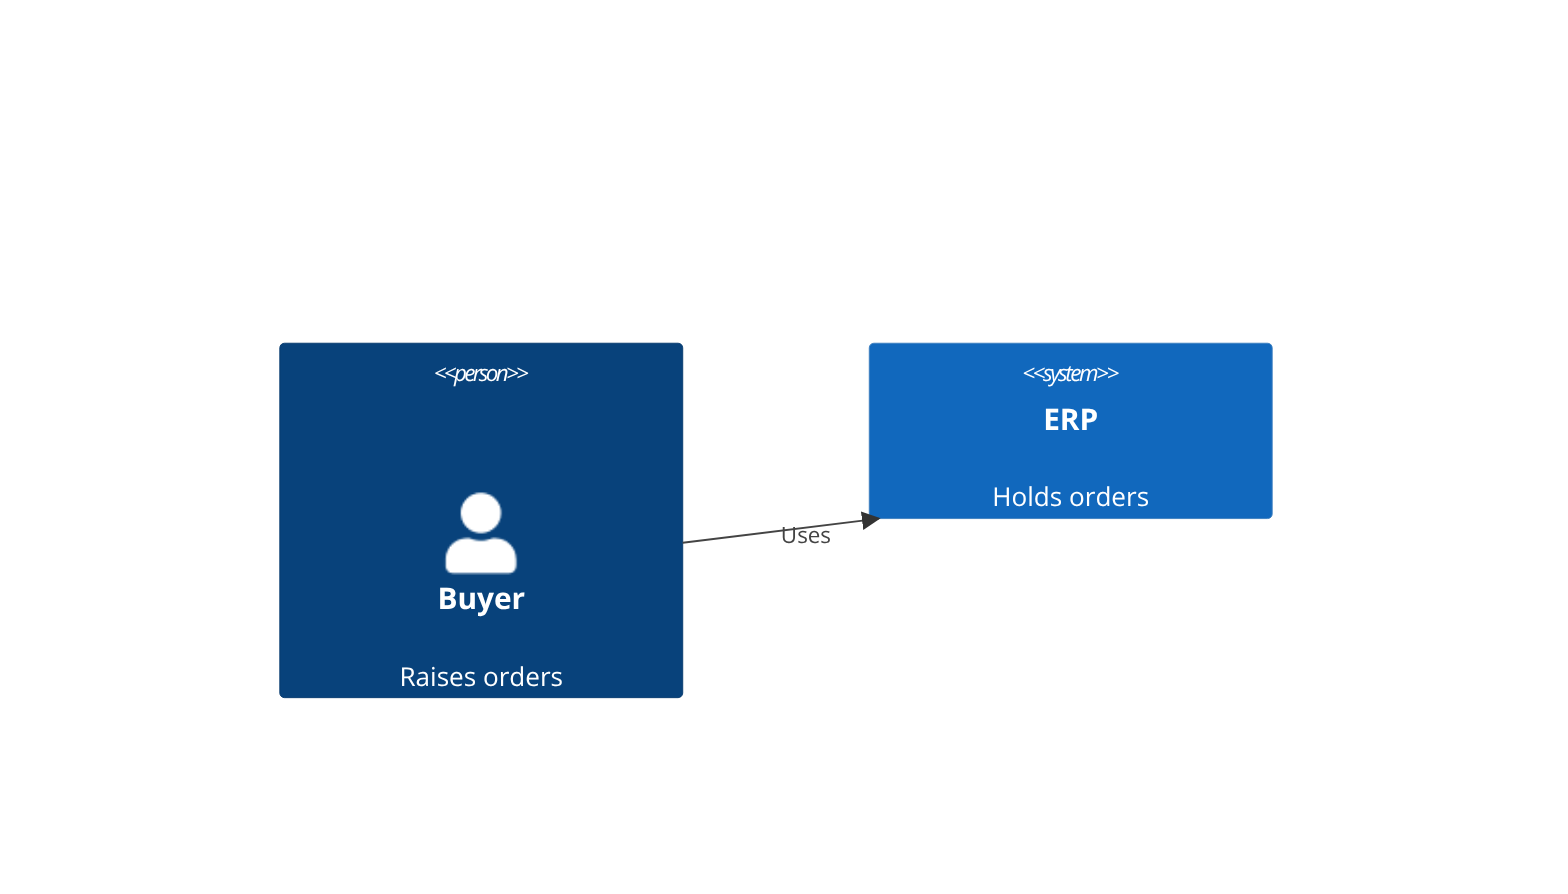 <<person>>
Buyer
Raises orders
Uses
<<system>>
ERP
Holds orders